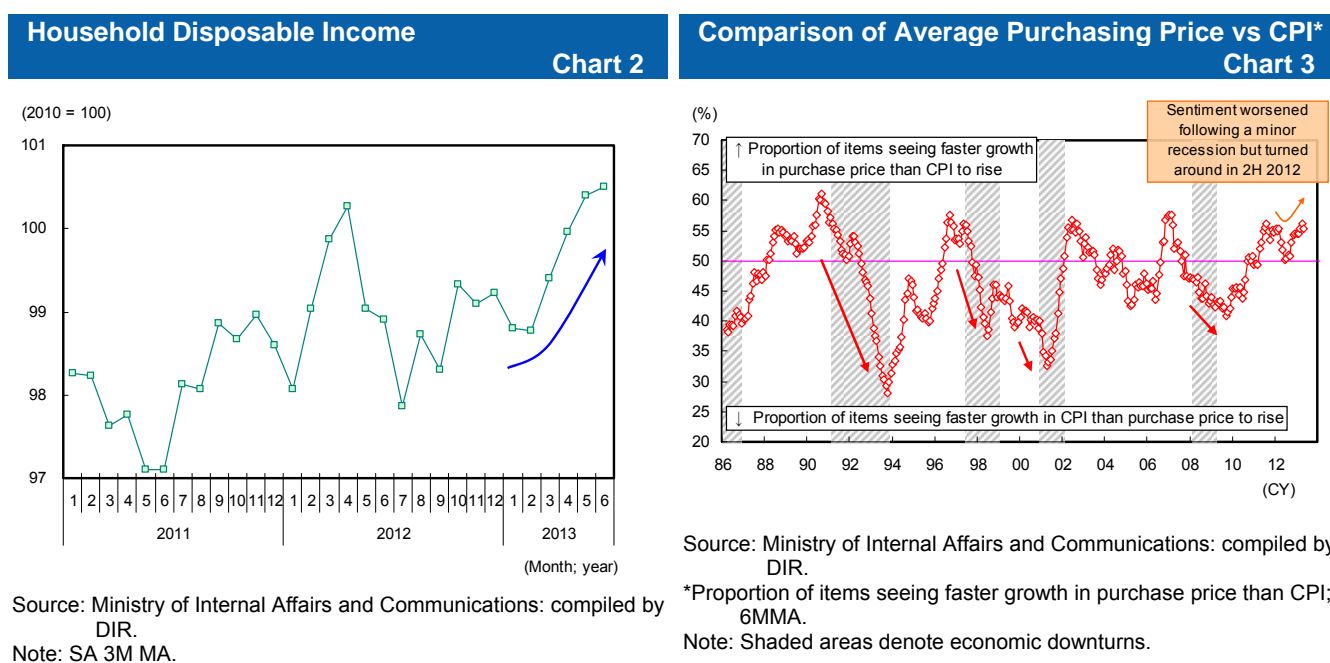 Household Disposable Income
Chart 2
(2010 = 100)
101
100
99
98
97
1 2 3 4 5 6 7 8 9 10 11 12 1 2 3 4 5 6 7 8 9 10 11 12 1 2 3 4 5 6
2011 2012 2013
(Month; year)
Source: Ministry of Internal Affairs and Communications: compiled by
DIR.
Note: SA 3M MA.
Comparison of Average Purchasing Price vs CPI*
Chart 3
(%)
Sentiment worsened
following a minor
recession but turned
around in 2H 2012
↑ Proportion of items seeing faster growth
in purchase price than CPI to rise
70
65
60
55
50
45
40
35
30
25
20
↓ Proportion of items seeing faster growth in CPI than purchase price to rise
86 88 90 92 94 96 98 00 02 04 06 08 10 12
(CY)
Source: Ministry of Internal Affairs and Communications: compiled by
DIR.
*Proportion of items seeing faster growth in purchase price than CPI;
6MMA.
Note: Shaded areas denote economic downturns.